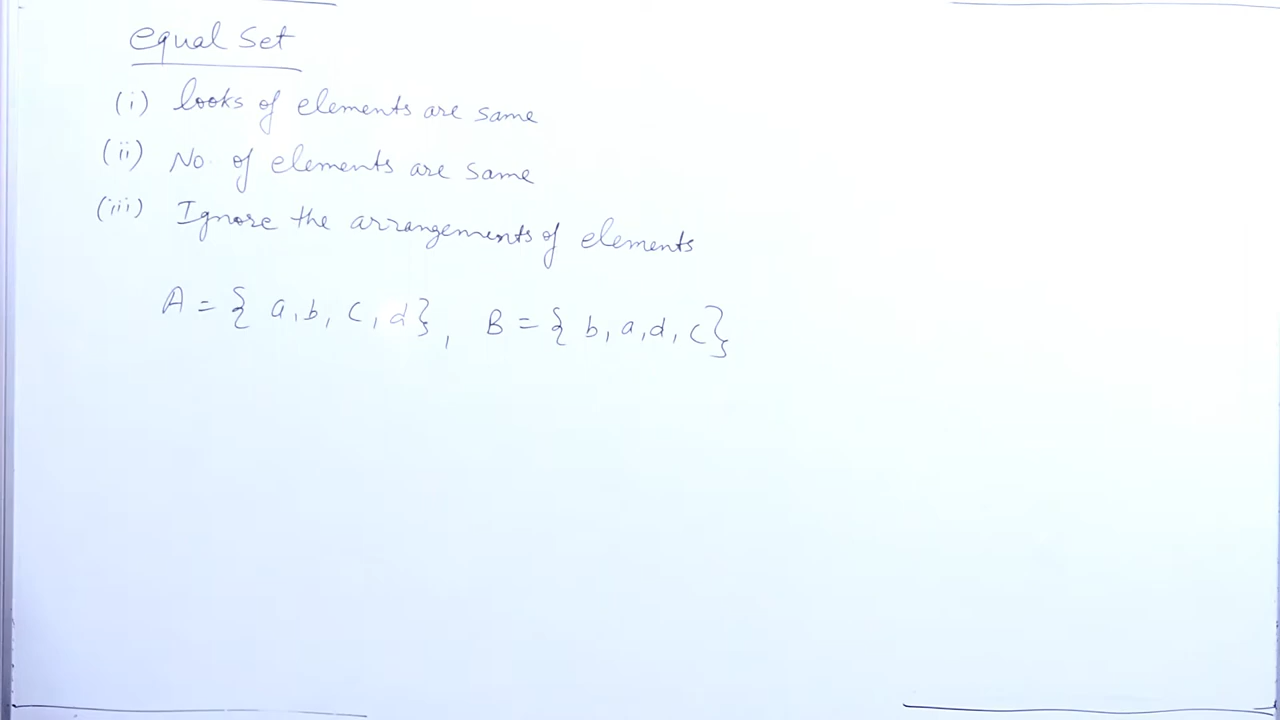 equal Set
(i) looks of elements are same
(ii) No. of elements are same
(iii) Ignore the arrangements of elements
A = { a, b, c, d }, B = { b, a, d, c }